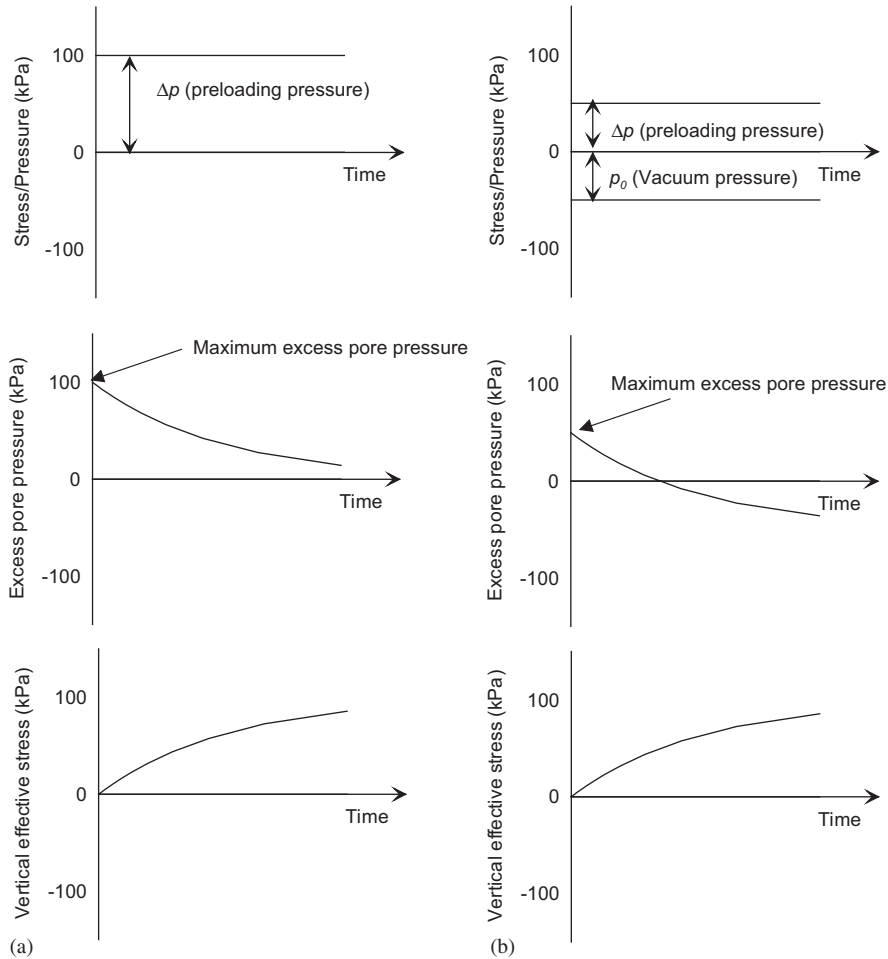 Stress/Pressure (kPa)
100
0
-100
Δp (preloading pressure)
Time
Stress/Pressure (kPa)
100
0
-100
Δp (preloading pressure)
Time
p0 (Vacuum pressure)
Excess pore pressure (kPa)
100
0
-100
Maximum excess pore pressure
Time
Excess pore pressure (kPa)
100
0
-100
Maximum excess pore pressure
Time
Vertical effective stress (kPa)
100
0
-100
Time
(a)
Vertical effective stress (kPa)
100
0
-100
Time
(b)